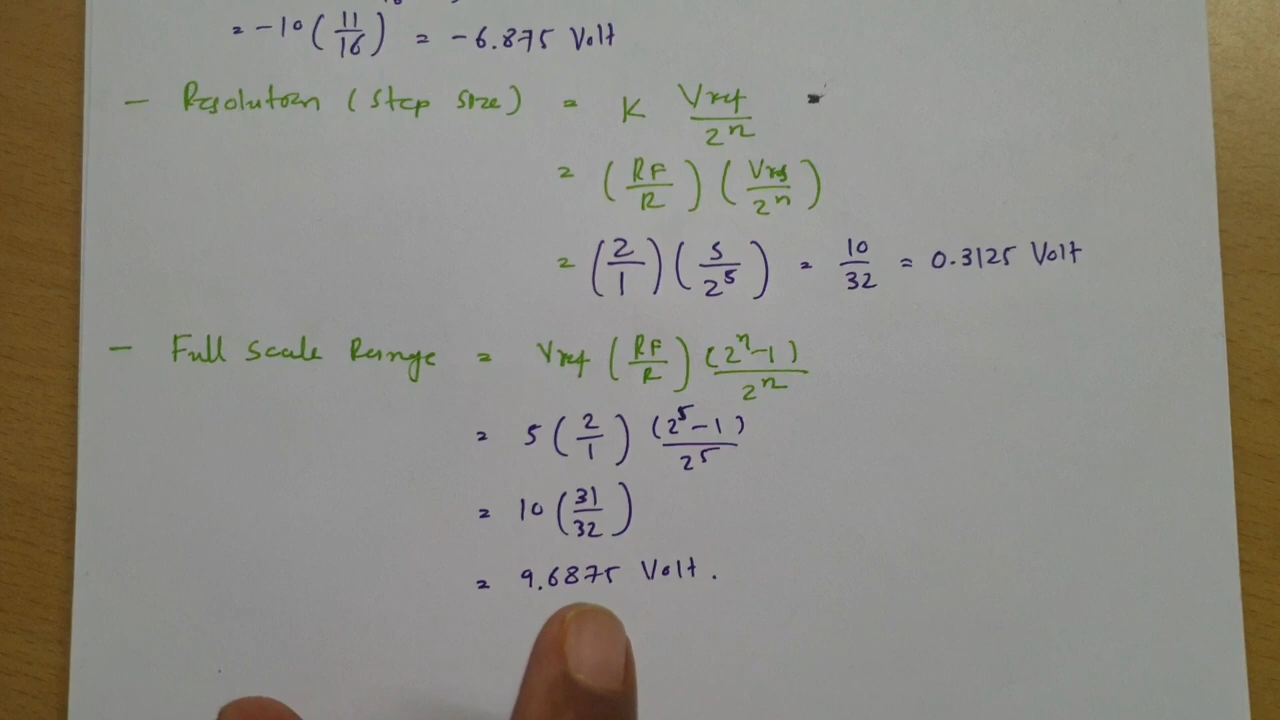 = -10 (11/16) = -6.875 Volt
- Resolution (Step size) = K Vref/2^n
= (RF/R) (Vref/2^n)
= (2/1) (5/2^5) = 10/32 = 0.3125 Volt
- Full scale Range = Vref (RF/R) (2^n-1)/2^n
= 5 (2/1) (2^5-1)/2^5
= 10 (31/32)
= 9.6875 Volt.